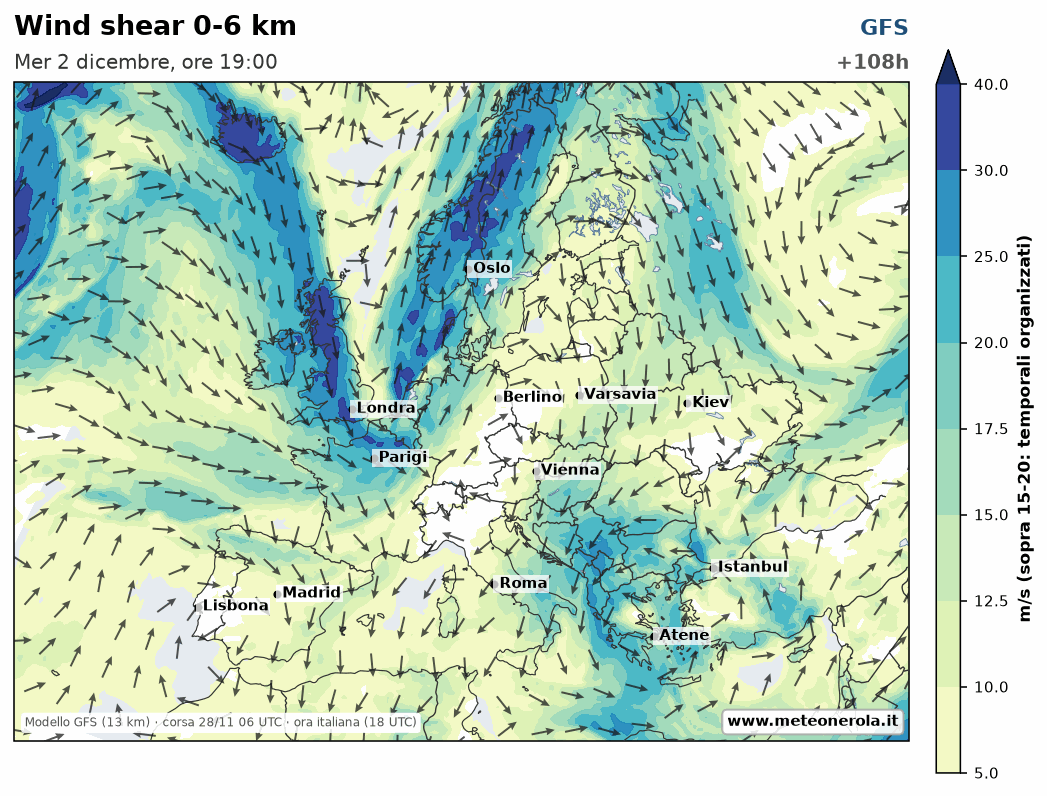 Wind shear 0-6 km
GFS
Mer 2 dicembre, ore 19:00
+108h
40.0
30.0
25.0
20.0
17.5
15.0
12.5
10.0
5.0
m/s (sopra 15-20: temporali organizzati)
Oslo
Berlino
Varsavia
Kiev
Londra
Parigi
Vienna
Istanbul
Roma
Madrid
Lisbona
Atene
Modello GFS (13 km) · corsa 28/11 06 UTC · ora italiana (18 UTC)
www.meteonerola.it